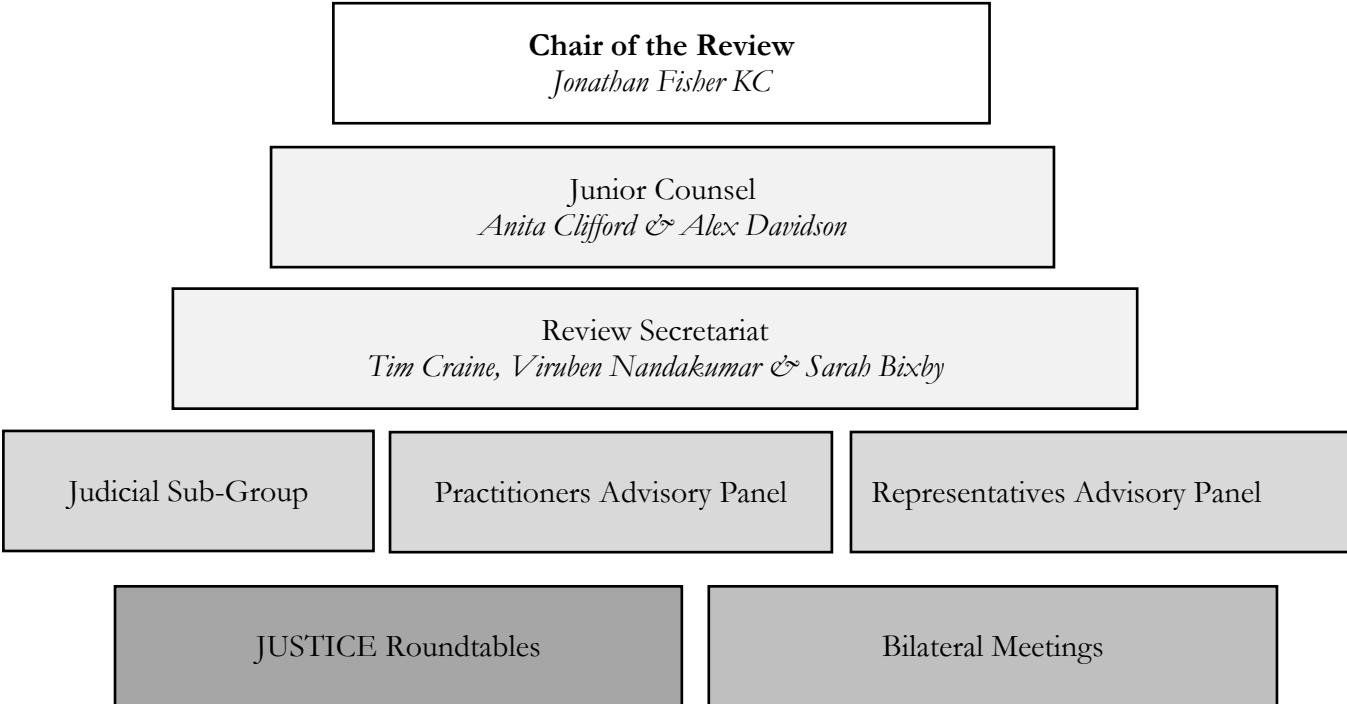 Chair of the Review
Jonathan Fisher KC
Junior Counsel
Anita Clifford & Alex Davidson
Review Secretariat
Tim Craine, Viruben Nandakumar & Sarah Bixby
Judicial Sub-Group
Practitioners Advisory Panel
Representatives Advisory Panel
JUSTICE Roundtables
Bilateral Meetings